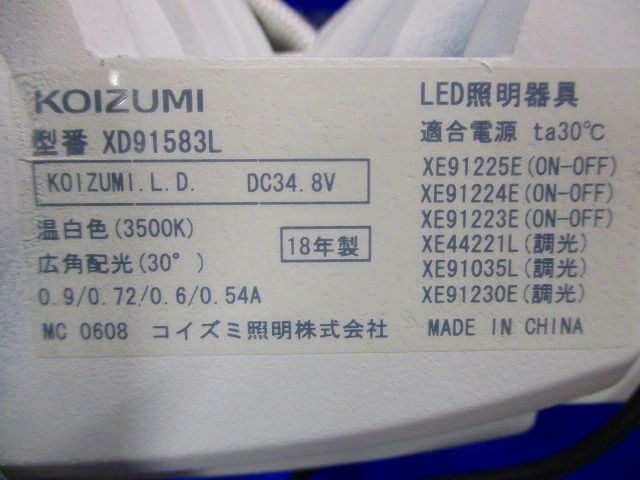 KOIZUMI
型番 XD91583L
KOIZUMI.L.D. DC34.8V
温白色(3500K)
18年製
広角配光(30°)
0.9/0.72/0.6/0.54A
MC 0608 コイズミ照明株式会社
LED照明器具
適合電源 ta30℃
XE91225E(ON-OFF)
XE91224E(ON-OFF)
XE91223E(ON-OFF)
XE44221L(調光)
XE91035L(調光)
XE91230E(調光)
MADE IN CHINA